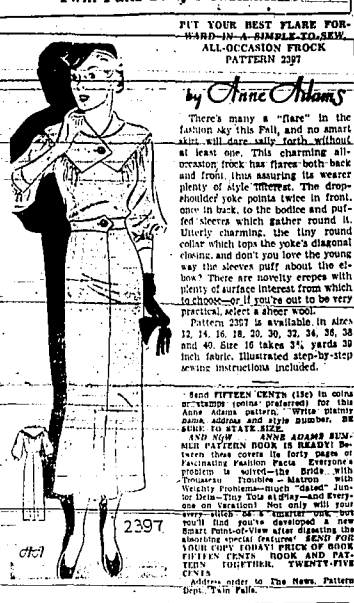 PUT YOUR BEST FLARE FOR-
WARD IN A SIMPLE-TO-SEW,
ALL-OCCASION FROCK
PATTERN 2397
by Anne Adams
There's many a "flare" in the
fashion sky this Fall, and no smart
skirt will dare sally forth without
at least one. This charming all-
occasion frock has flares both back
and front, thus assuring its wearer
plenty of style interest. The drop-
shoulder yoke points twice in front,
once in back, to the bodice and puf-
fed sleeves which gather round it.
Utterly charming, the tiny round
collar which tops the yoke's diagonal
closing, and don't you love the young
way the sleeves puff about the el-
bow? There are novelty crepes with
plenty of surface interest from which
to choose—or if you're out to be very
practical, select a sheer wool.
Pattern 2397 is available in sizes
12, 14, 16, 18, 20, 30, 32, 34, 36, 38
and 40. Size 16 takes 3¾ yards 39
inch fabric. Illustrated step-by-step
sewing instructions included.
Send FIFTEEN CENTS (15c) in coins
or stamps (coins preferred) for this
Anne Adams pattern. Write plainly
name, address and style number. BE
SURE TO STATE SIZE.
AND NOW ANNE ADAMS SUM-
MER PATTERN BOOK IS READY! Be-
tween these covers its forty pages of
Fascinating Fashion Facts Everyone's
problem is solved—the Bride with
Trousseau Troubles—Matron with
Weighty Problems—much "dated" Jun-
ior Deb—Tiny Tots at Play—and Every-
one on Vacation! Not only will your
every stitch be a smarter one, but
you'll find you've developed a new
Smart Point-of-View after digesting the
absorbing special features! SEND FOR
YOUR COPY TODAY! PRICE OF BOOK
FIFTEEN CENTS BOOK AND PAT-
TERN TOGETHER, TWENTY-FIVE
CENTS
Address order to The News, Pattern
Dept. Twin Falls.
2397